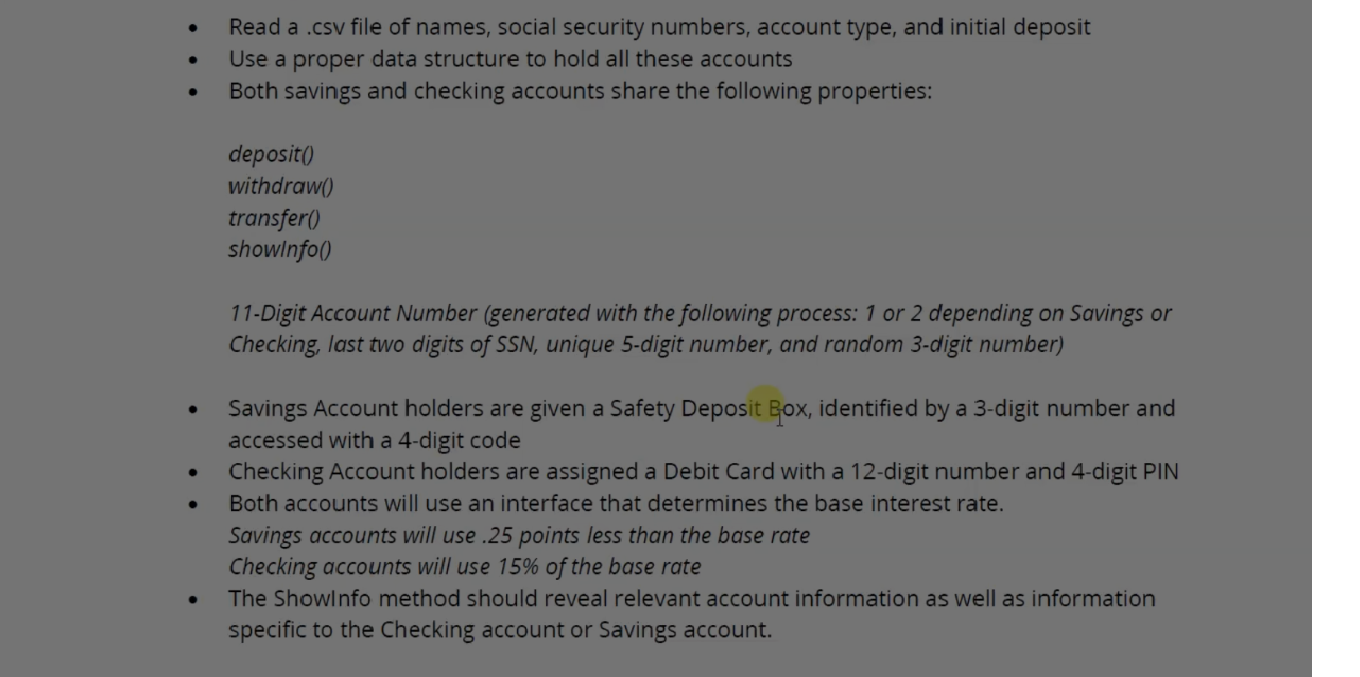 • Read a .csv file of names, social security numbers, account type, and initial deposit
• Use a proper data structure to hold all these accounts
• Both savings and checking accounts share the following properties:
deposit()
withdraw()
transfer()
showInfo()
11-Digit Account Number (generated with the following process: 1 or 2 depending on Savings or
Checking, last two digits of SSN, unique 5-digit number, and random 3-digit number)
• Savings Account holders are given a Safety Deposit Box, identified by a 3-digit number and
accessed with a 4-digit code
• Checking Account holders are assigned a Debit Card with a 12-digit number and 4-digit PIN
• Both accounts will use an interface that determines the base interest rate.
Savings accounts will use .25 points less than the base rate
Checking accounts will use 15% of the base rate
• The ShowInfo method should reveal relevant account information as well as information
specific to the Checking account or Savings account.